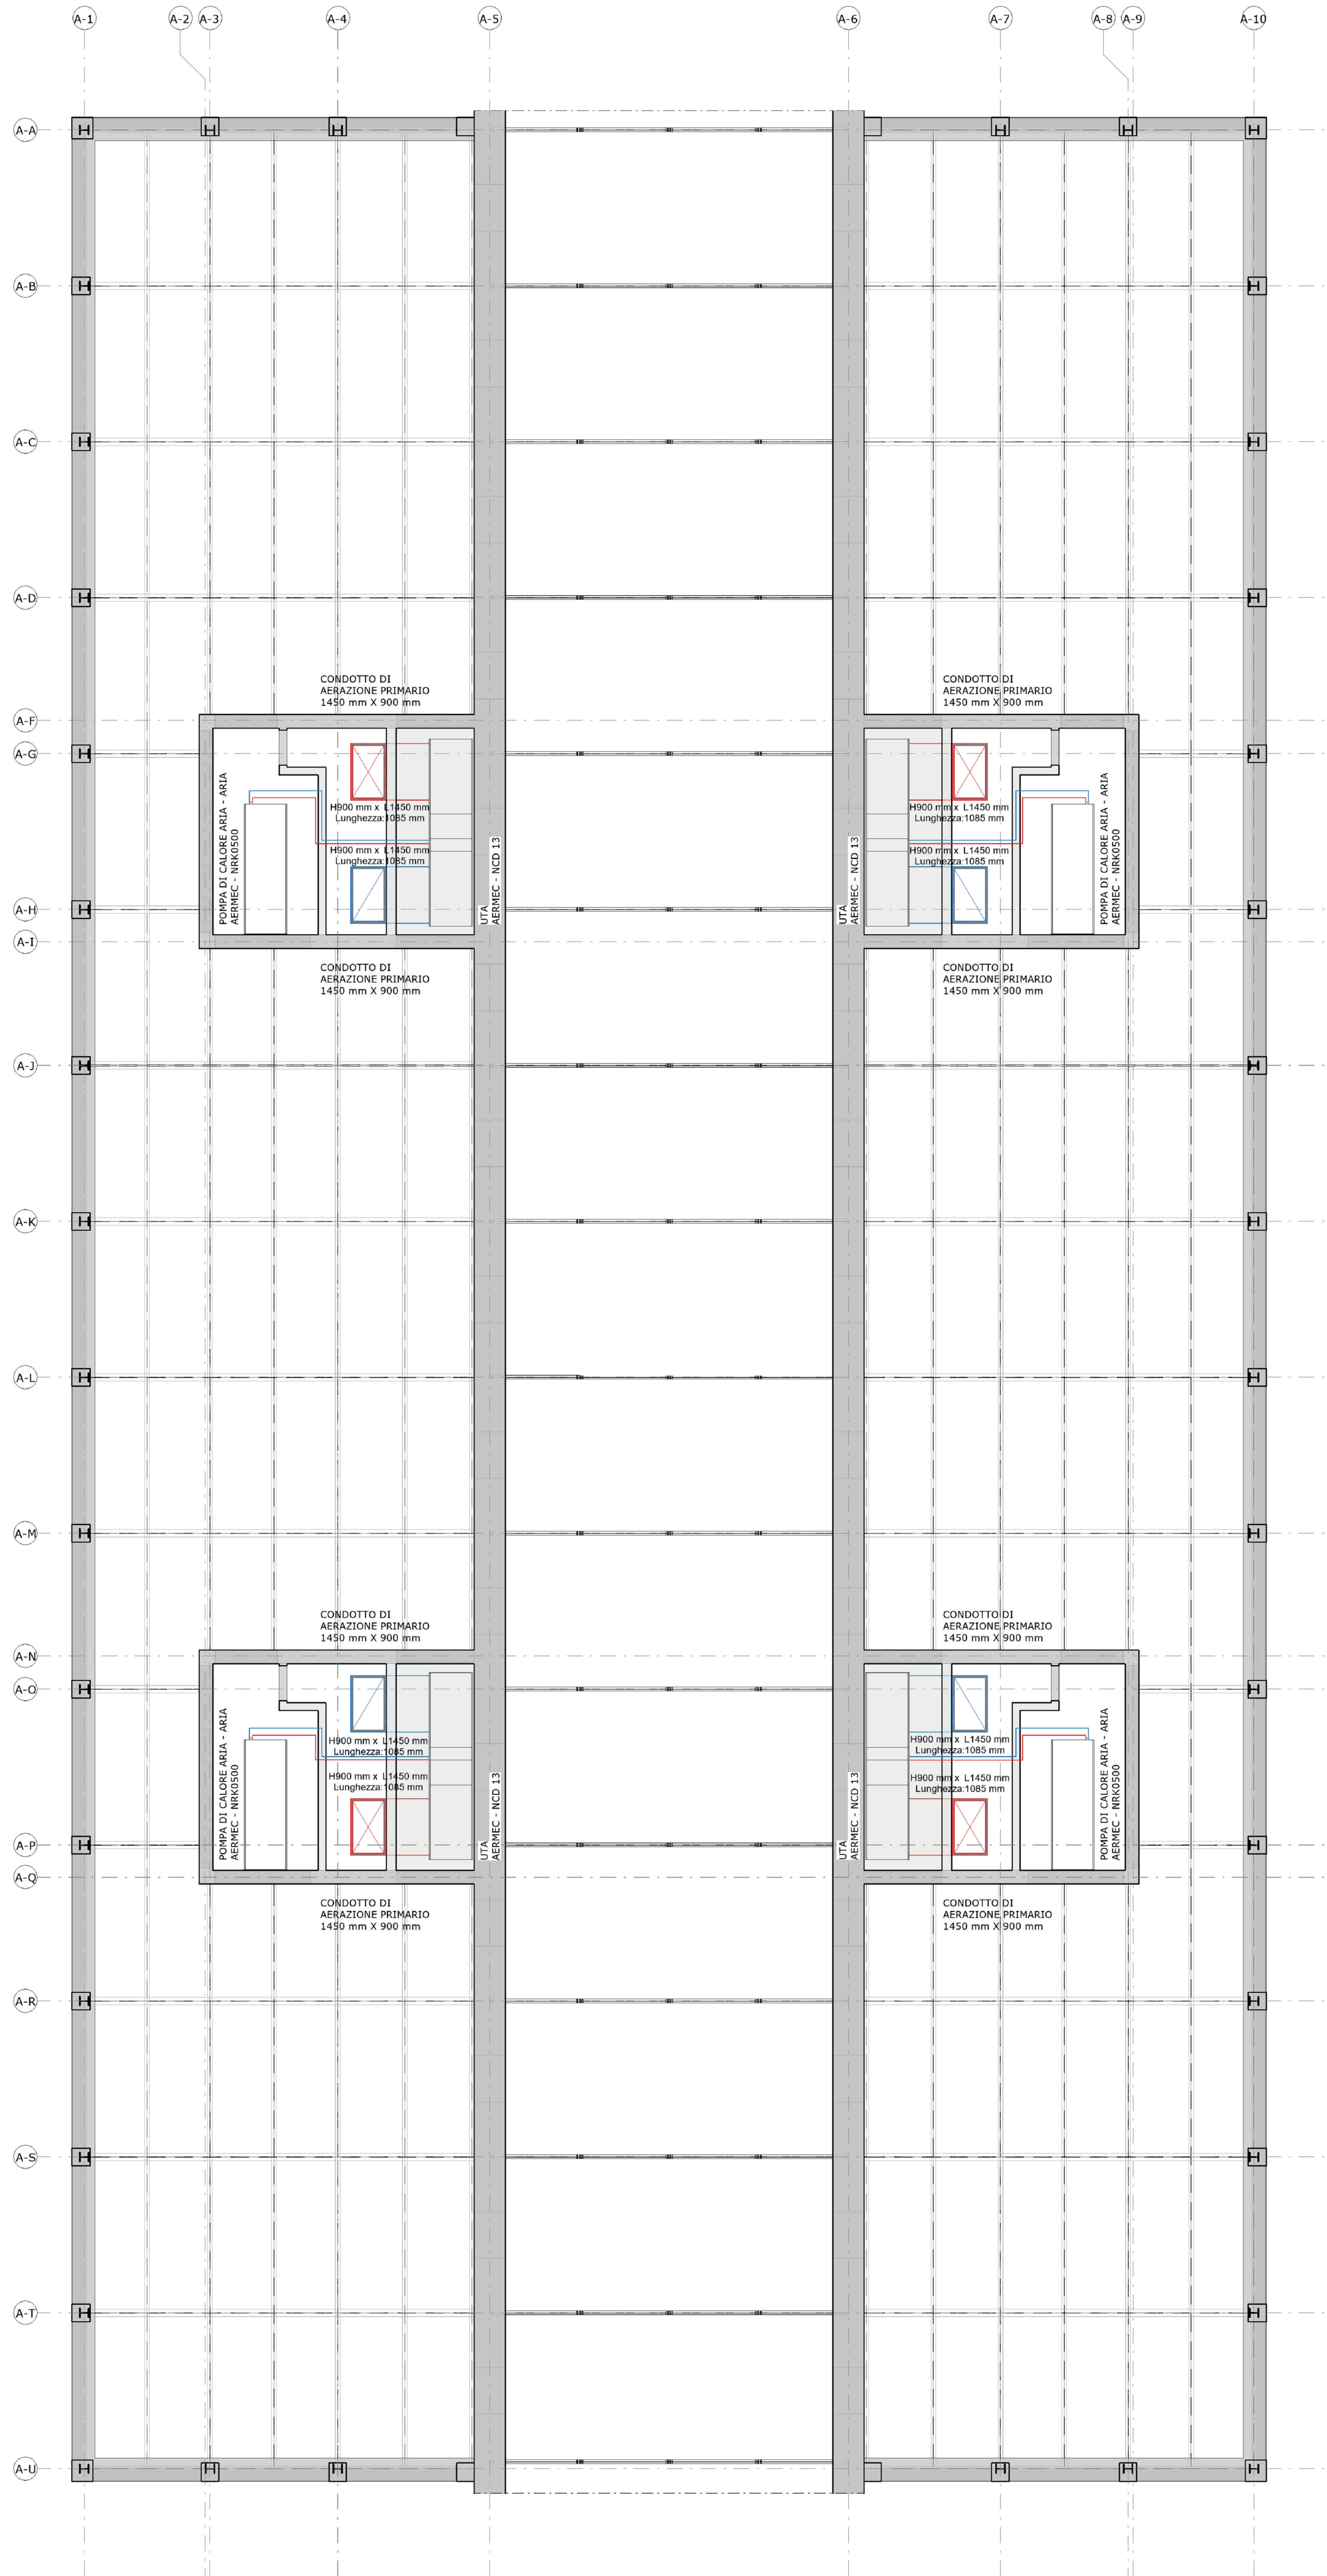 A-1
A-2
A-3
A-4
A-5
A-6
A-7
A-8
A-9
A-10
A-A
A-B
A-C
A-D
CONDOTTO DI
AERAZIONE PRIMARIO
1450 mm X 900 mm
CONDOTTO DI
AERAZIONE PRIMARIO
1450 mm X 900 mm
A-F
A-G
POMPA DI CALORE ARIA - ARIA
AERMEC - NRK0500
H900 mm x L1450 mm
Lunghezza:1085 mm
H900 mm x L1450 mm
Lunghezza:1085 mm
UTA
AERMEC - NCD 13
UTA
AERMEC - NCD 13
H900 mm x L1450 mm
Lunghezza:1085 mm
H900 mm x L1450 mm
Lunghezza:1085 mm
POMPA DI CALORE ARIA - ARIA
AERMEC - NRK0500
A-H
A-I
CONDOTTO DI
AERAZIONE PRIMARIO
1450 mm X 900 mm
CONDOTTO DI
AERAZIONE PRIMARIO
1450 mm X 900 mm
A-J
A-K
A-L
A-M
CONDOTTO DI
AERAZIONE PRIMARIO
1450 mm X 900 mm
CONDOTTO DI
AERAZIONE PRIMARIO
1450 mm X 900 mm
A-N
A-O
POMPA DI CALORE ARIA - ARIA
AERMEC - NRK0500
H900 mm x L1450 mm
Lunghezza:1085 mm
H900 mm x L1450 mm
Lunghezza:1085 mm
UTA
AERMEC - NCD 13
UTA
AERMEC - NCD 13
H900 mm x L1450 mm
Lunghezza:1085 mm
H900 mm x L1450 mm
Lunghezza:1085 mm
POMPA DI CALORE ARIA - ARIA
AERMEC - NRK0500
A-P
A-Q
CONDOTTO DI
AERAZIONE PRIMARIO
1450 mm X 900 mm
CONDOTTO DI
AERAZIONE PRIMARIO
1450 mm X 900 mm
A-R
A-S
A-T
A-U